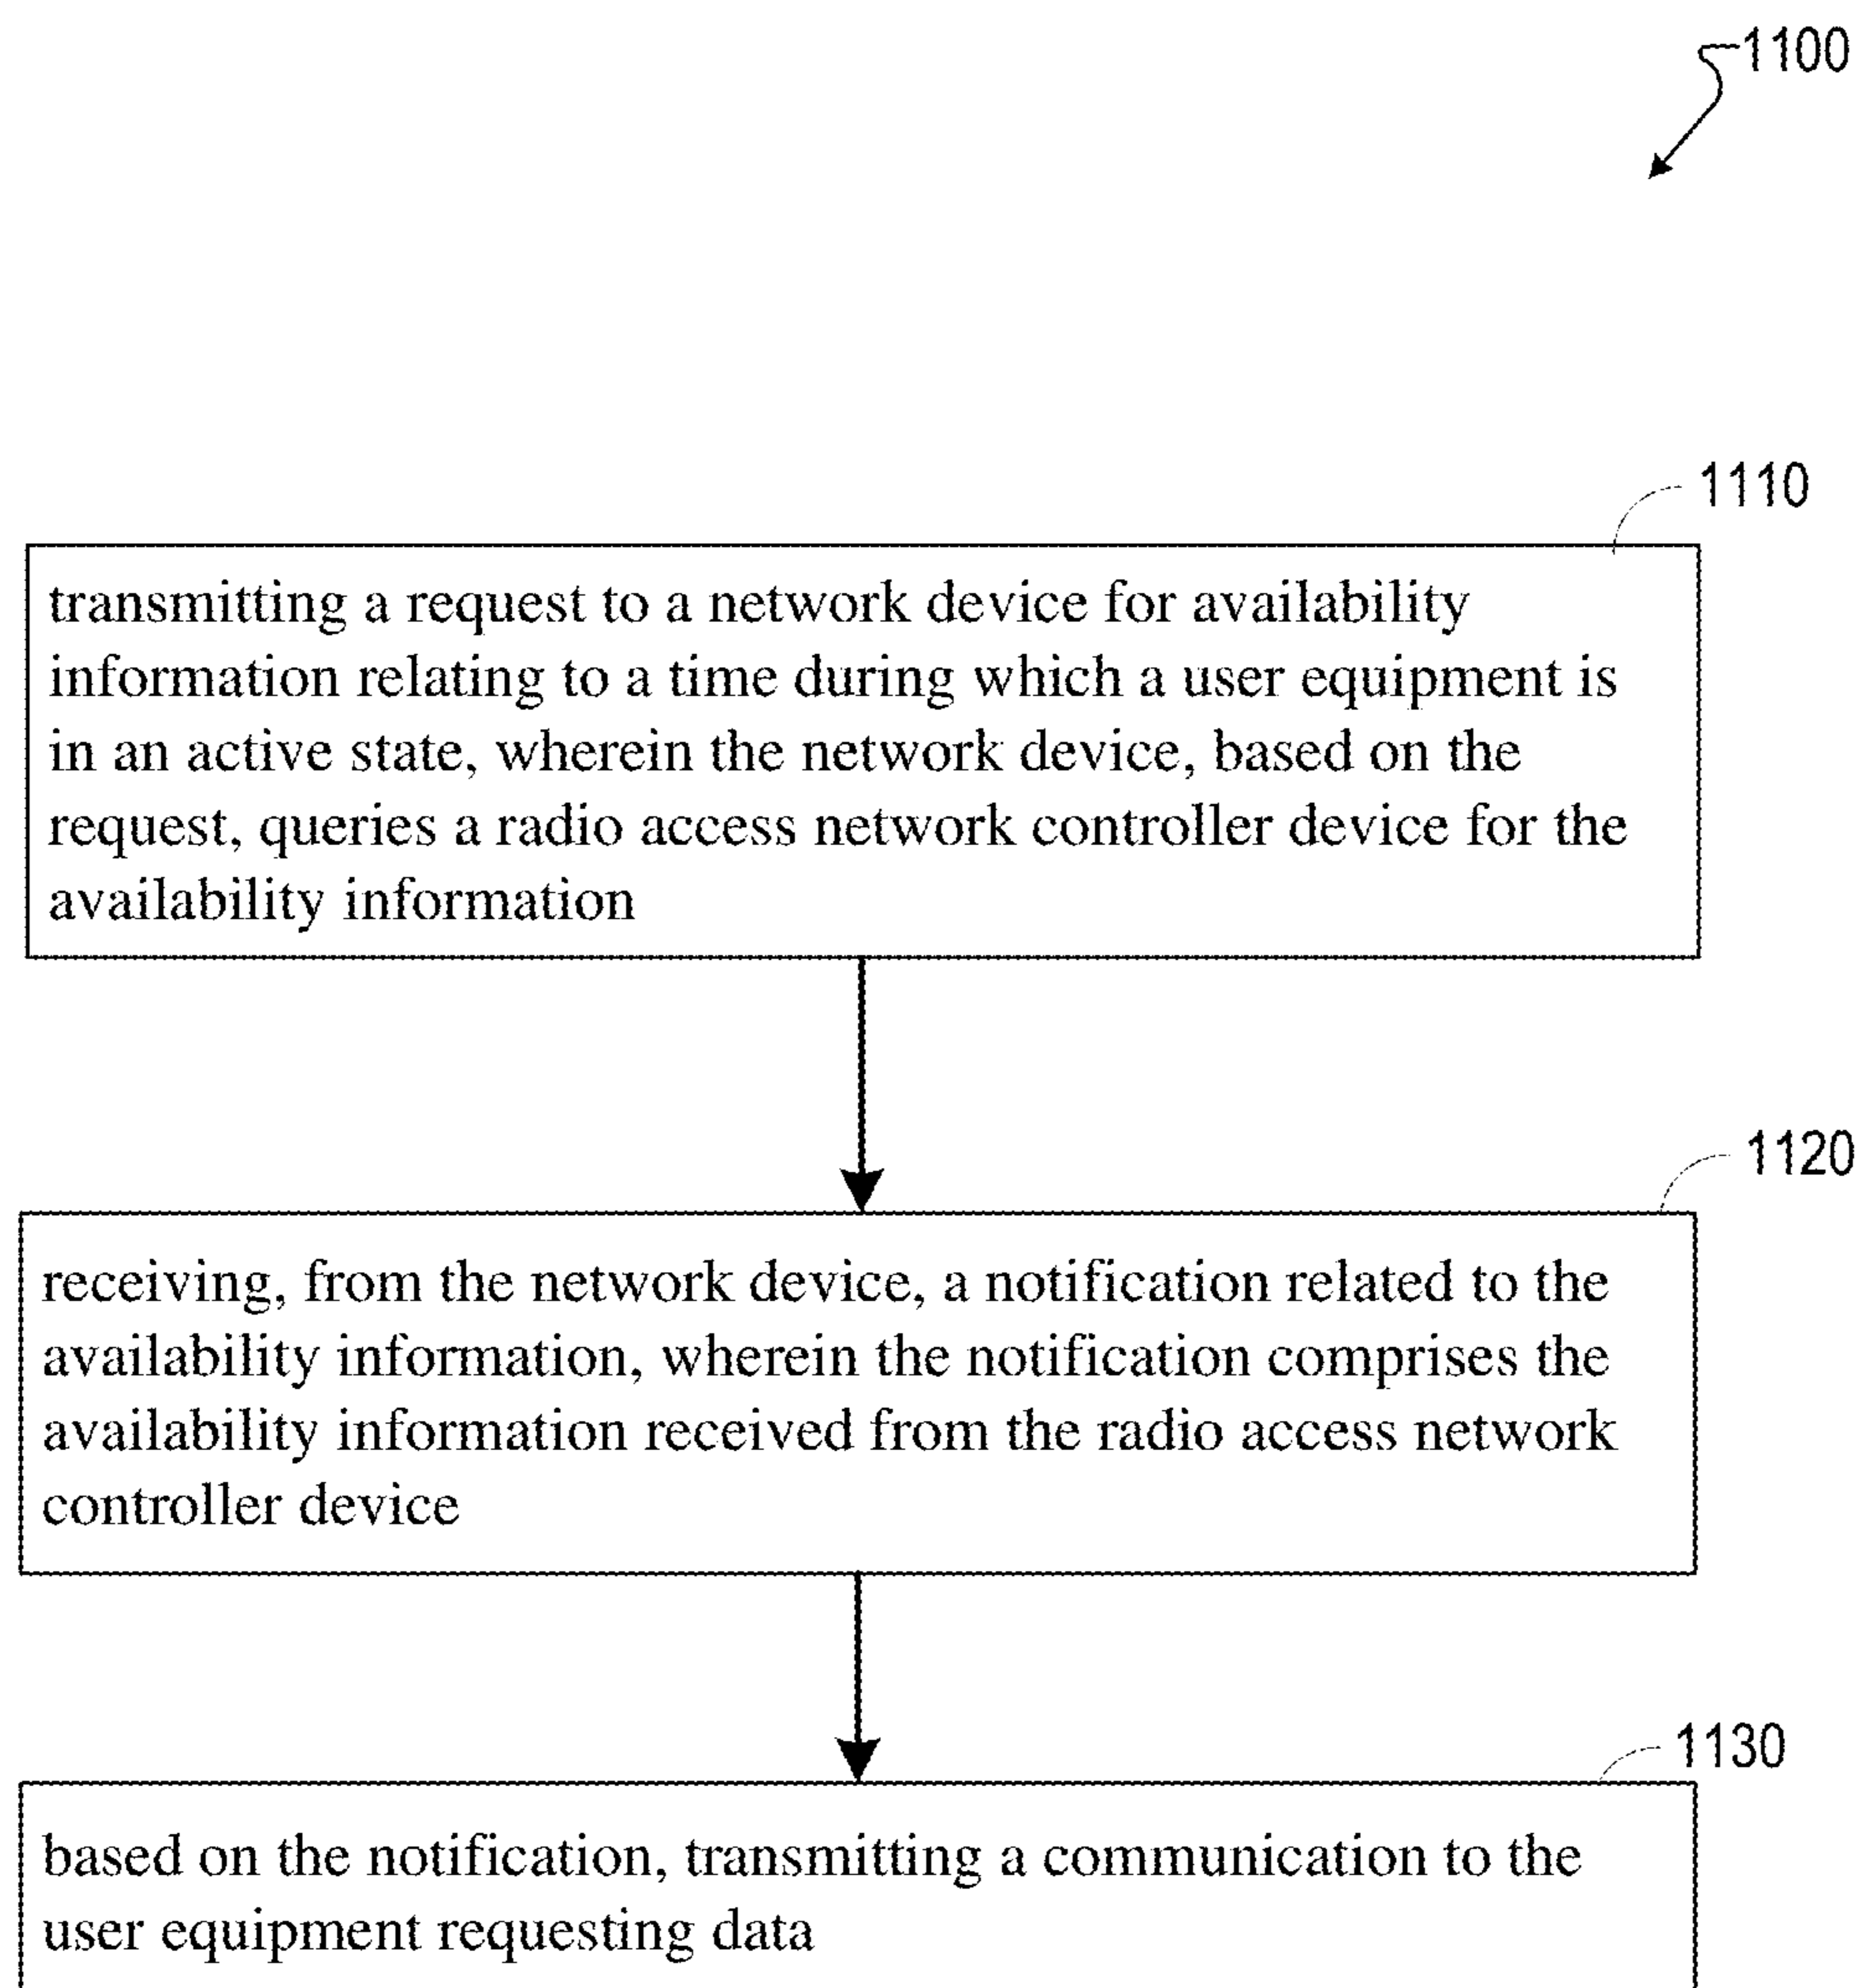 1100
1110
transmitting a request to a network device for availability
information relating to a time during which a user equipment is
in an active state, wherein the network device, based on the
request, queries a radio access network controller device for the
availability information
1120
receiving, from the network device, a notification related to the
availability information, wherein the notification comprises the
availability information received from the radio access network
controller device
1130
based on the notification, transmitting a communication to the
user equipment requesting data